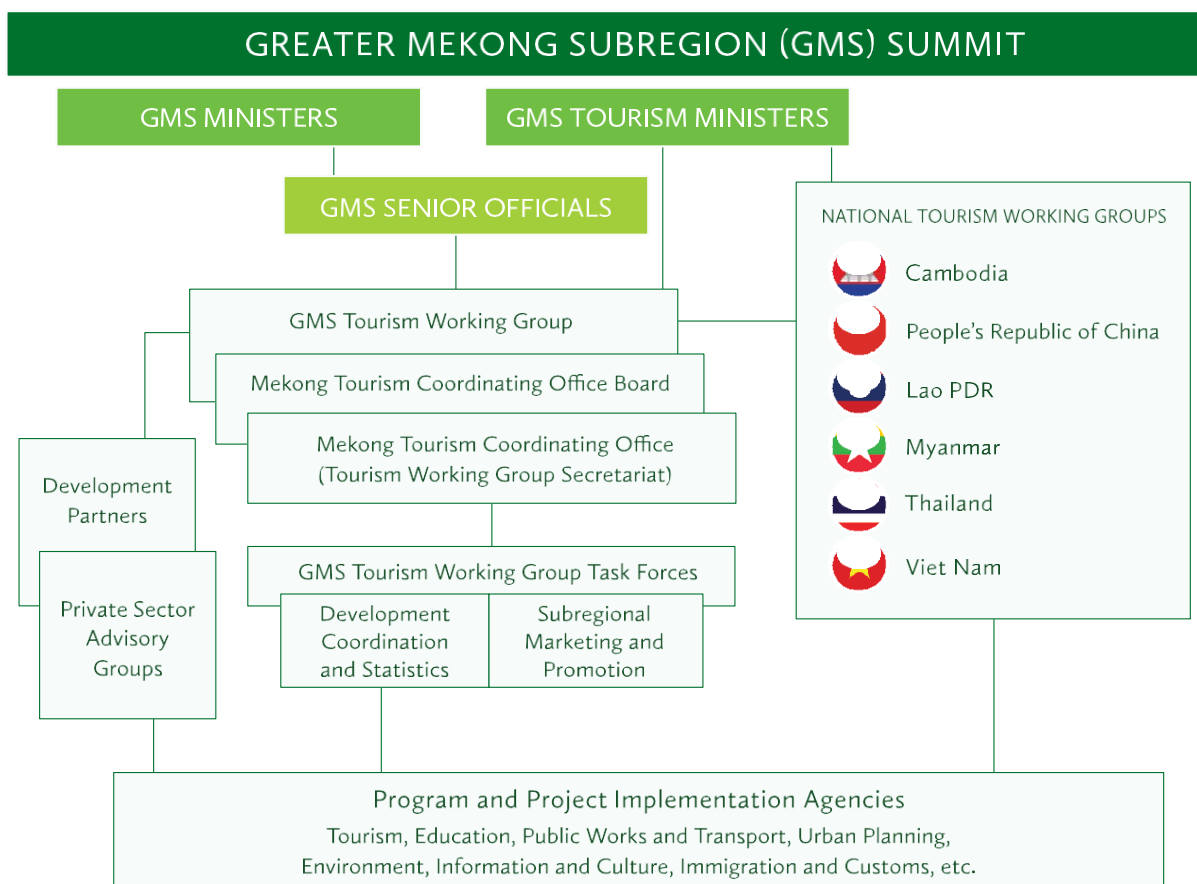 GREATER MEKONG SUBREGION (GMS) SUMMIT
GMS MINISTERS
GMS TOURISM MINISTERS
GMS SENIOR OFFICIALS
NATIONAL TOURISM WORKING GROUPS
Cambodia
People's Republic of China
Lao PDR
Myanmar
Thailand
Viet Nam
GMS Tourism Working Group
Mekong Tourism Coordinating Office Board
Mekong Tourism Coordinating Office
(Tourism Working Group Secretariat)
Development
Partners
Private Sector
Advisory
Groups
GMS Tourism Working Group Task Forces
Development
Coordination
and Statistics
Subregional
Marketing and
Promotion
Program and Project Implementation Agencies
Tourism, Education, Public Works and Transport, Urban Planning,
Environment, Information and Culture, Immigration and Customs, etc.